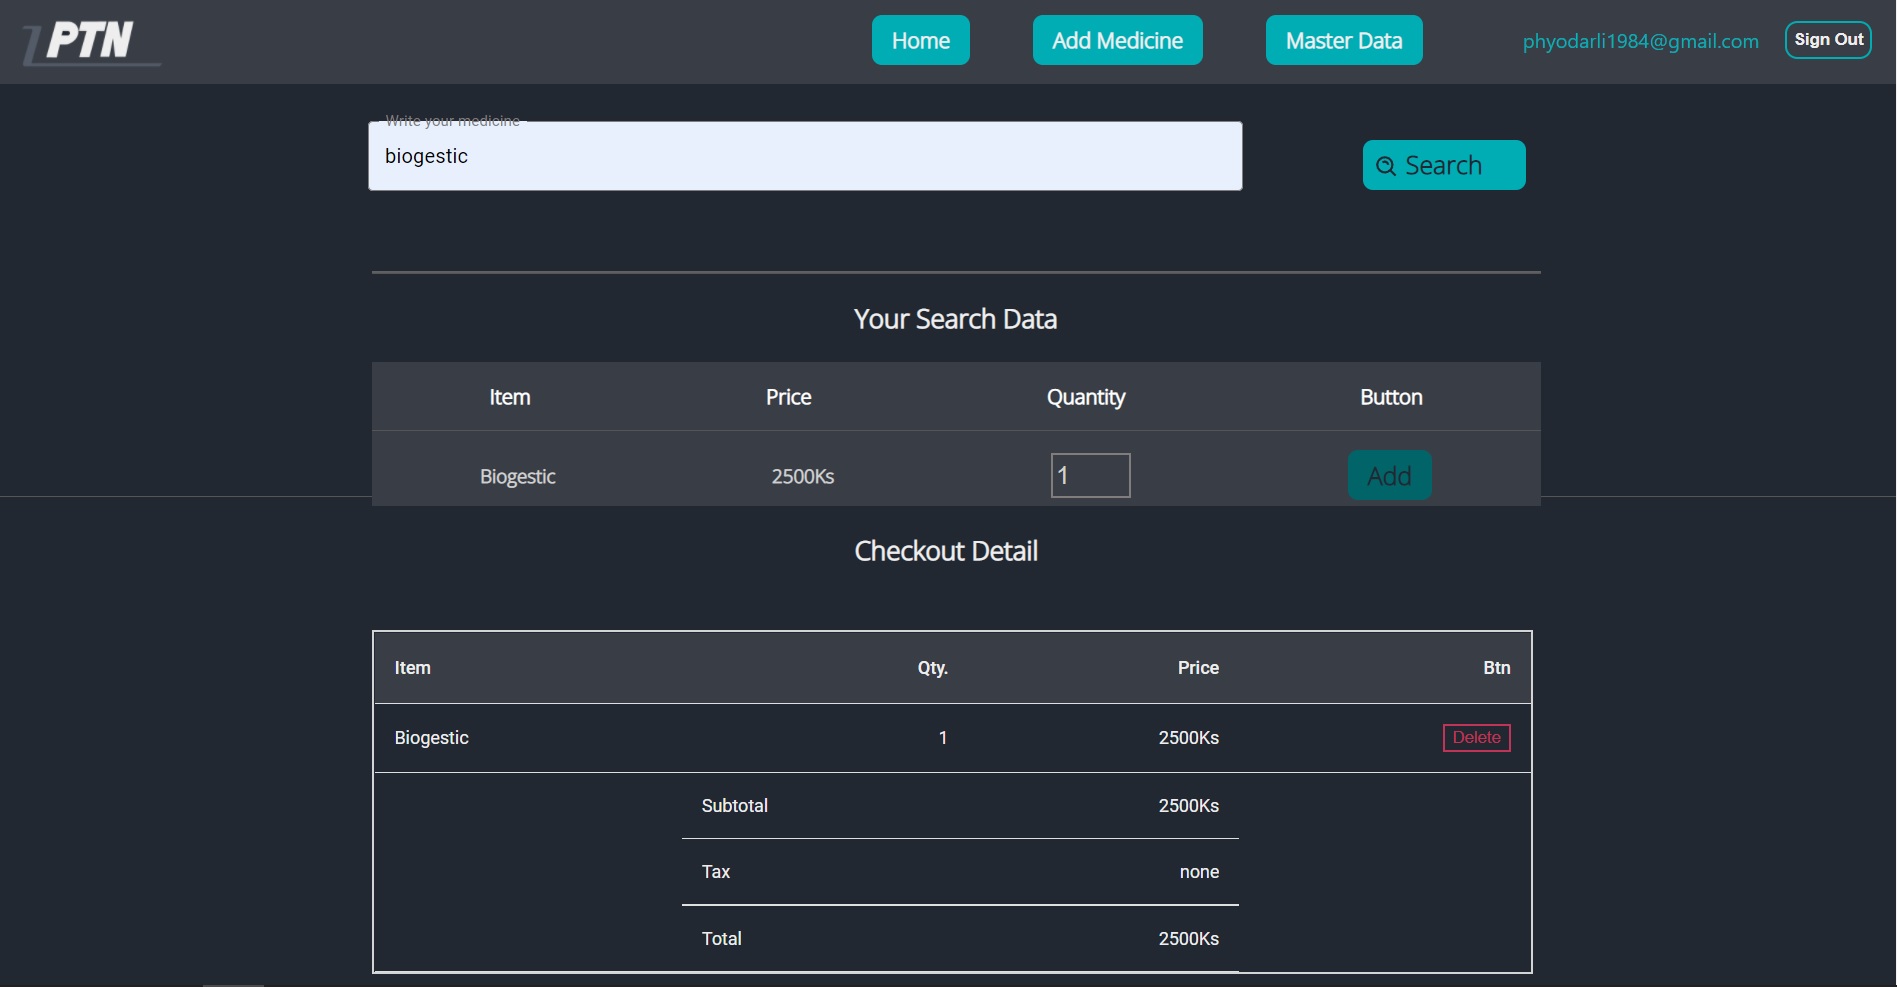 PTN
Home Add Medicine Master Data phyodarli1984@gmail.com Sign Out
Write your medicine
biogestic
Search
Your Search Data
Item Price Quantity Button
Biogestic 2500Ks 1 Add
Checkout Detail
Item Qty. Price Btn
Biogestic 1 2500Ks Delete
Subtotal 2500Ks
Tax none
Total 2500Ks